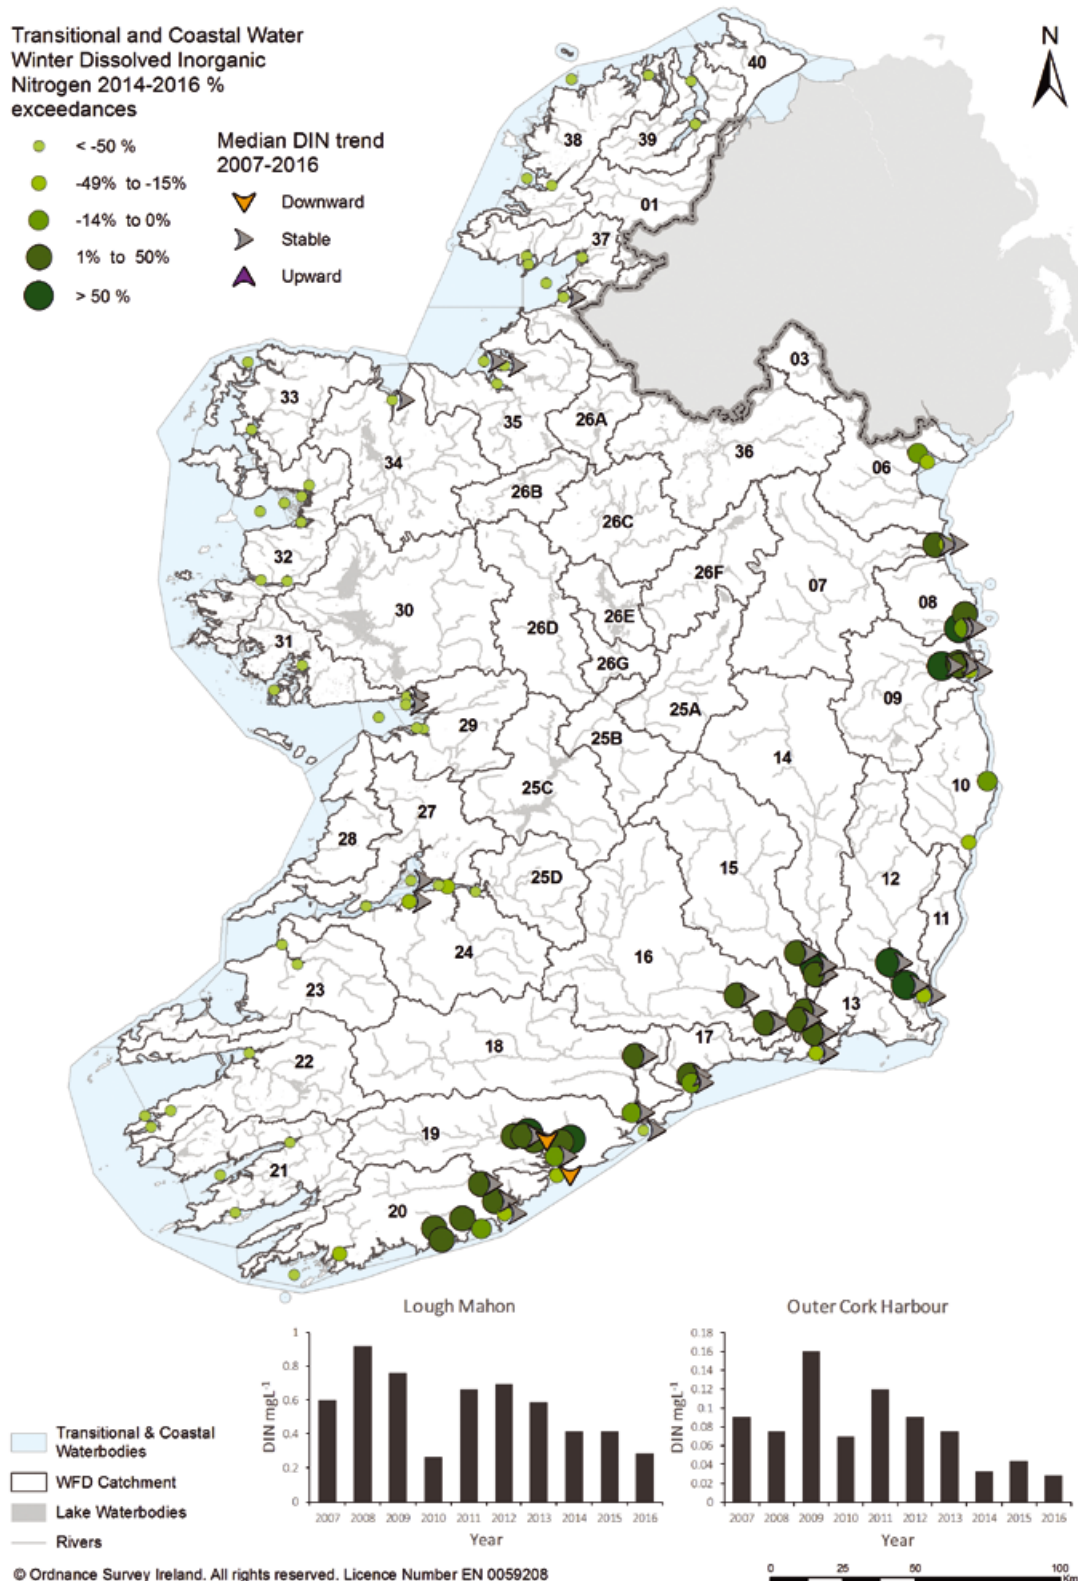 Transitional and Coastal Water
Winter Dissolved Inorganic
Nitrogen 2014-2016 %
exceedances
< -50 %
-49% to -15%
-14% to 0%
1% to 50%
> 50 %
Median DIN trend
2007-2016
Downward
Stable
Upward
N
40
38
39
01
37
03
33
35
26A
36
06
34
26B
26C
32
26F
07
30
08
26E
26D
31
26G
09
29
25A
25B
14
10
25C
27
28
15
25D
12
11
24
16
23
13
17
18
22
19
21
20
Lough Mahon
1
0.8
0.6
0.4
0.2
0
DIN mgL-1
2007 2008 2009 2010 2011 2012 2013 2014 2015 2016
Year
Outer Cork Harbour
0.18
0.16
0.14
0.12
0.1
0.08
0.06
0.04
0.02
0
DIN mgL-1
2007 2008 2009 2010 2011 2012 2013 2014 2015 2016
Year
Transitional & Coastal
Waterbodies
WFD Catchment
Lake Waterbodies
Rivers
© Ordnance Survey Ireland. All rights reserved. Licence Number EN 0059208
0 25 50 100
Km